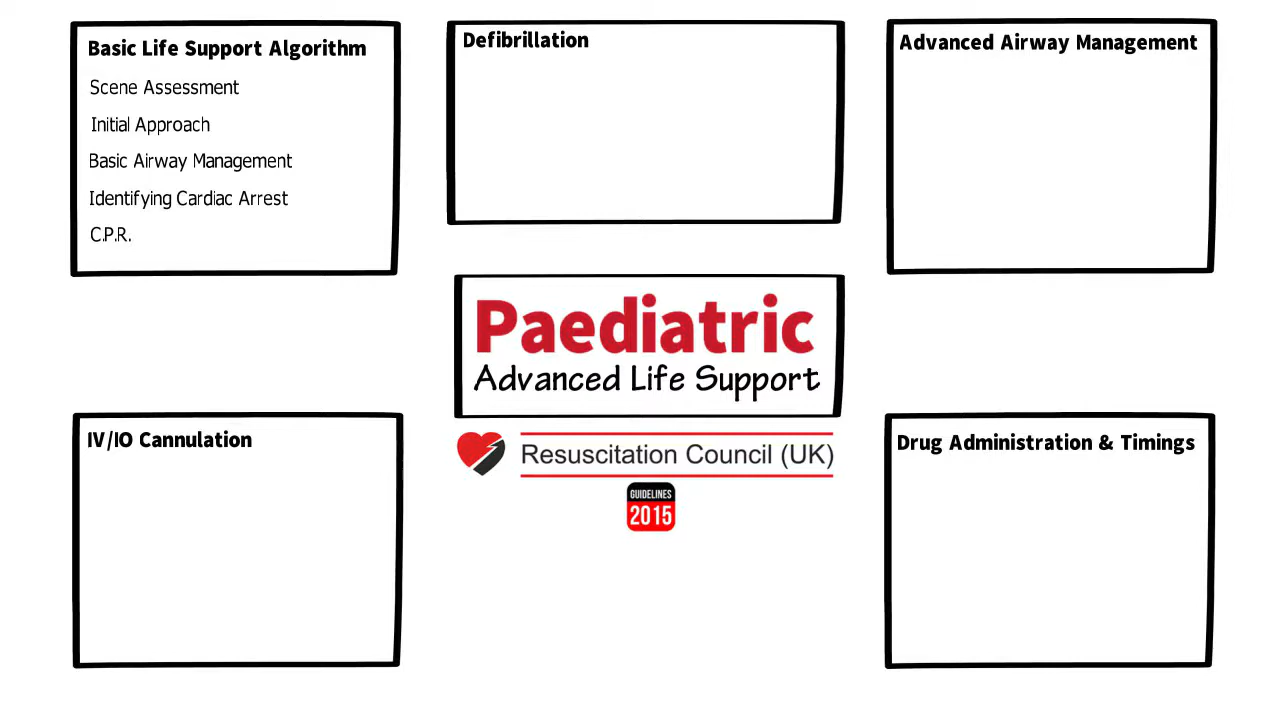 Basic Life Support Algorithm
Scene Assessment
Initial Approach
Basic Airway Management
Identifying Cardiac Arrest
C.P.R.
Defibrillation
Advanced Airway Management
Paediatric
Advanced Life Support
Resuscitation Council (UK)
GUIDELINES
2015
IV/IO Cannulation
Drug Administration & Timings